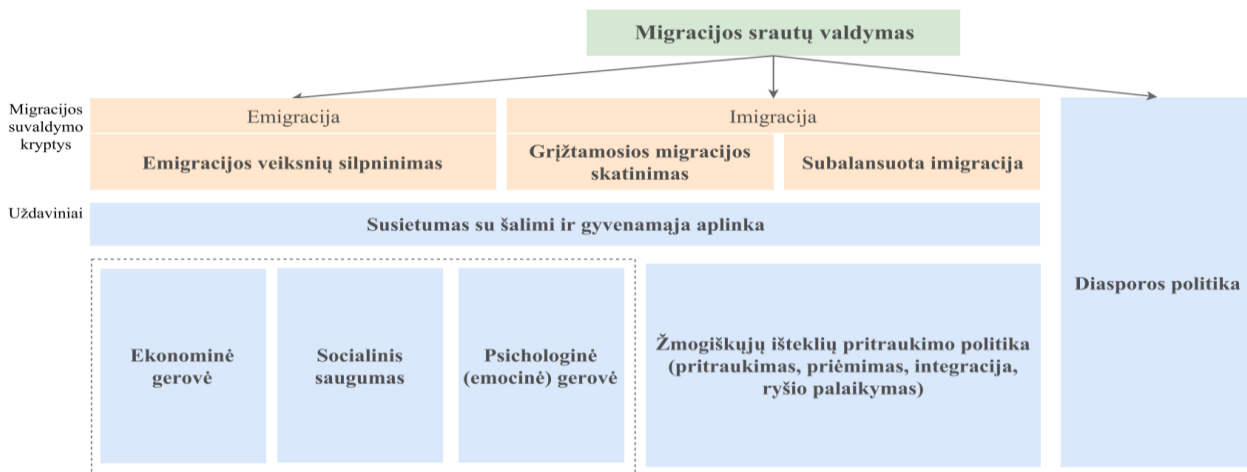 Migracijos srautų valdymas
Migracijos
suvaldymo
kryptys
Emigracija
Imigracija
Emigracijos veiksnių silpninimas
Grįžtamosios migracijos
skatinimas
Subalansuota imigracija
Uždaviniai
Susietumas su šalimi ir gyvenamąja aplinka
Diasporos politika
Ekonominė
gerovė
Socialinis
saugumas
Psichologinė
(emocinė) gerovė
Žmogiškųjų išteklių pritraukimo politika
(pritraukimas, priėmimas, integracija,
ryšio palaikymas)